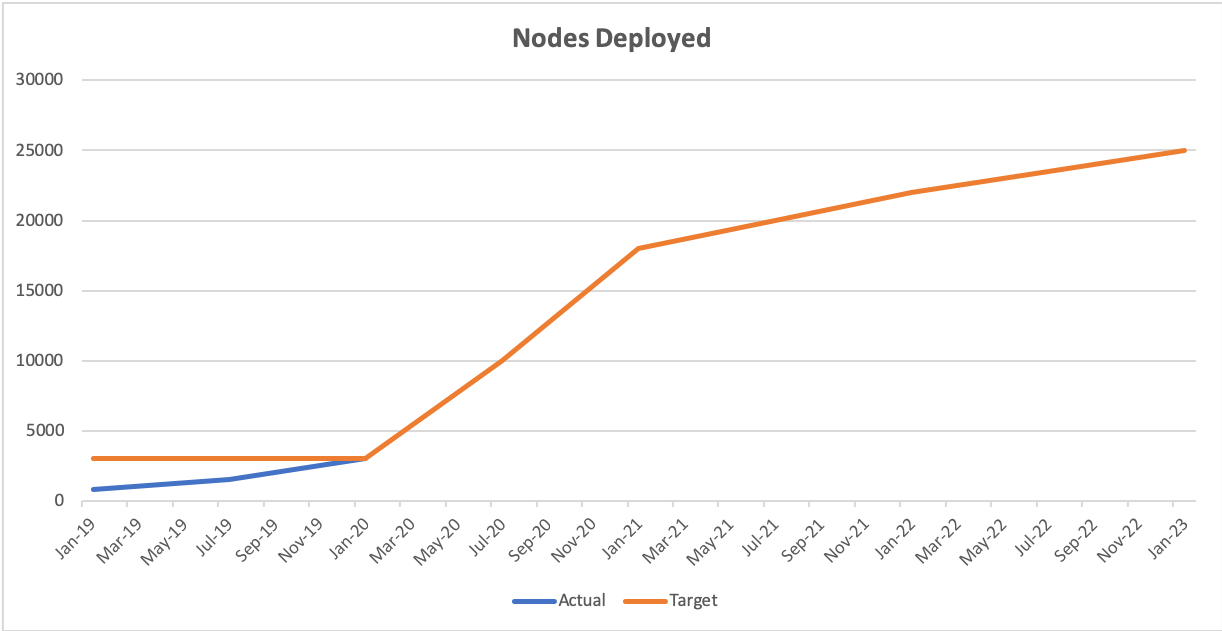 Nodes Deployed
30000
25000
20000
15000
10000
5000
0
Jan-19 Mar-19 May-19 Jul-19 Sep-19 Nov-19 Jan-20 Mar-20 May-20 Jul-20 Sep-20 Nov-20 Jan-21 Mar-21 May-21 Jul-21 Sep-21 Nov-21 Jan-22 Mar-22 May-22 Jul-22 Sep-22 Nov-22 Jan-23
Actual Target